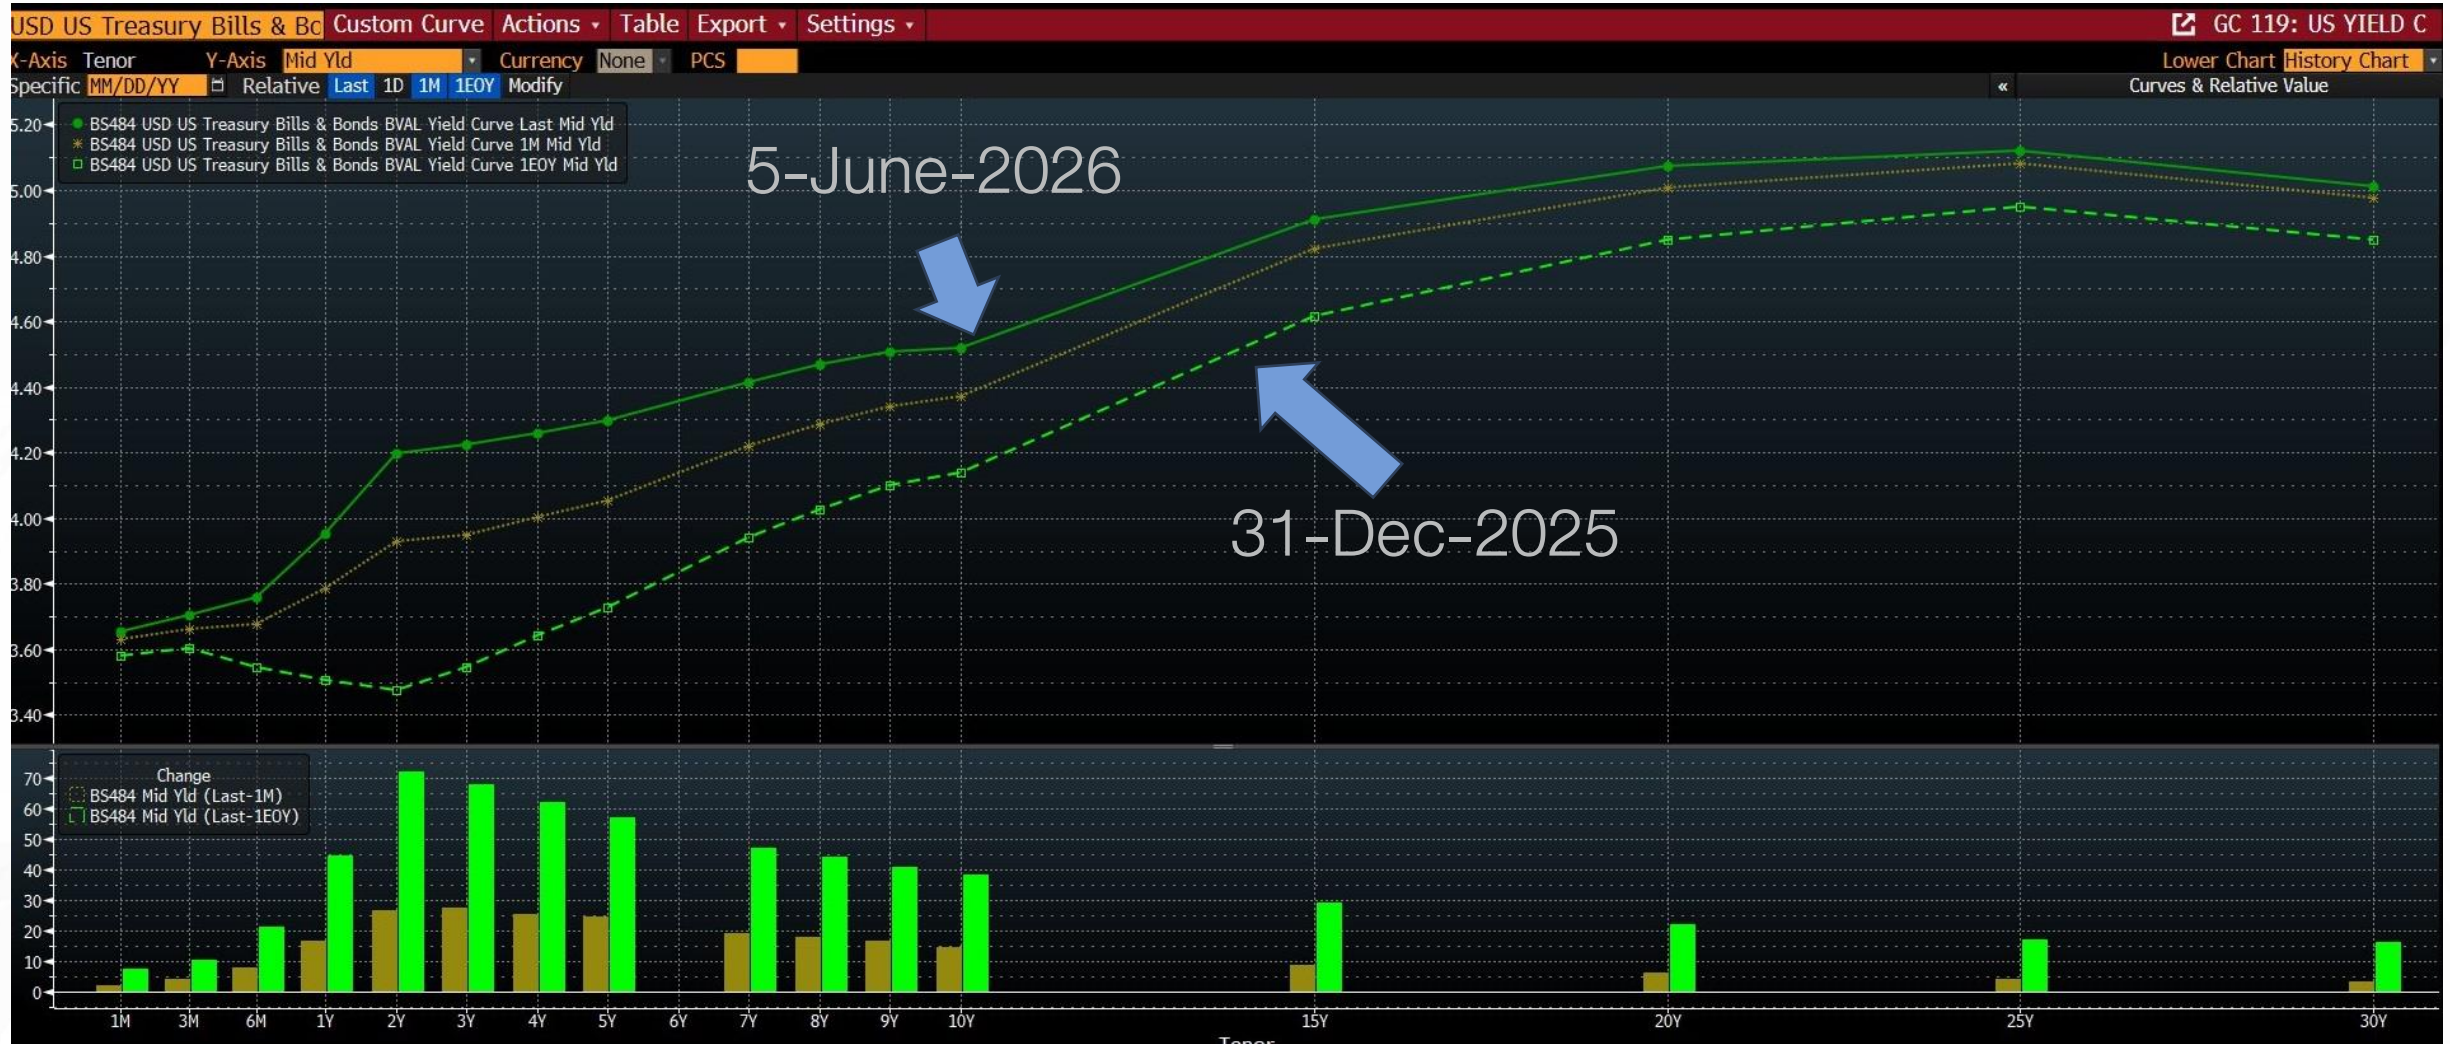 USD US Treasury Bills & Bo Custom Curve Actions Table Export Settings GC 119: US YIELD C
X-Axis Tenor Y-Axis Mid Yld Currency None PCS Lower Chart History Chart
Specific MM/DD/YY Relative Last 1D 1M 1EOY Modify « Curves & Relative Value
BS484 USD US Treasury Bills & Bonds BVAL Yield Curve Last Mid Yld
BS484 USD US Treasury Bills & Bonds BVAL Yield Curve 1M Mid Yld
BS484 USD US Treasury Bills & Bonds BVAL Yield Curve 1EOY Mid Yld
5-June-2026
31-Dec-2025
5.20
5.00
4.80
4.60
4.40
4.20
4.00
3.80
3.60
3.40
Change
BS484 Mid Yld (Last-1M)
BS484 Mid Yld (Last-1EOY)
70
60
50
40
30
20
10
0
1M 3M 6M 1Y 2Y 3Y 4Y 5Y 6Y 7Y 8Y 9Y 10Y 15Y 20Y 25Y 30Y
Tenor